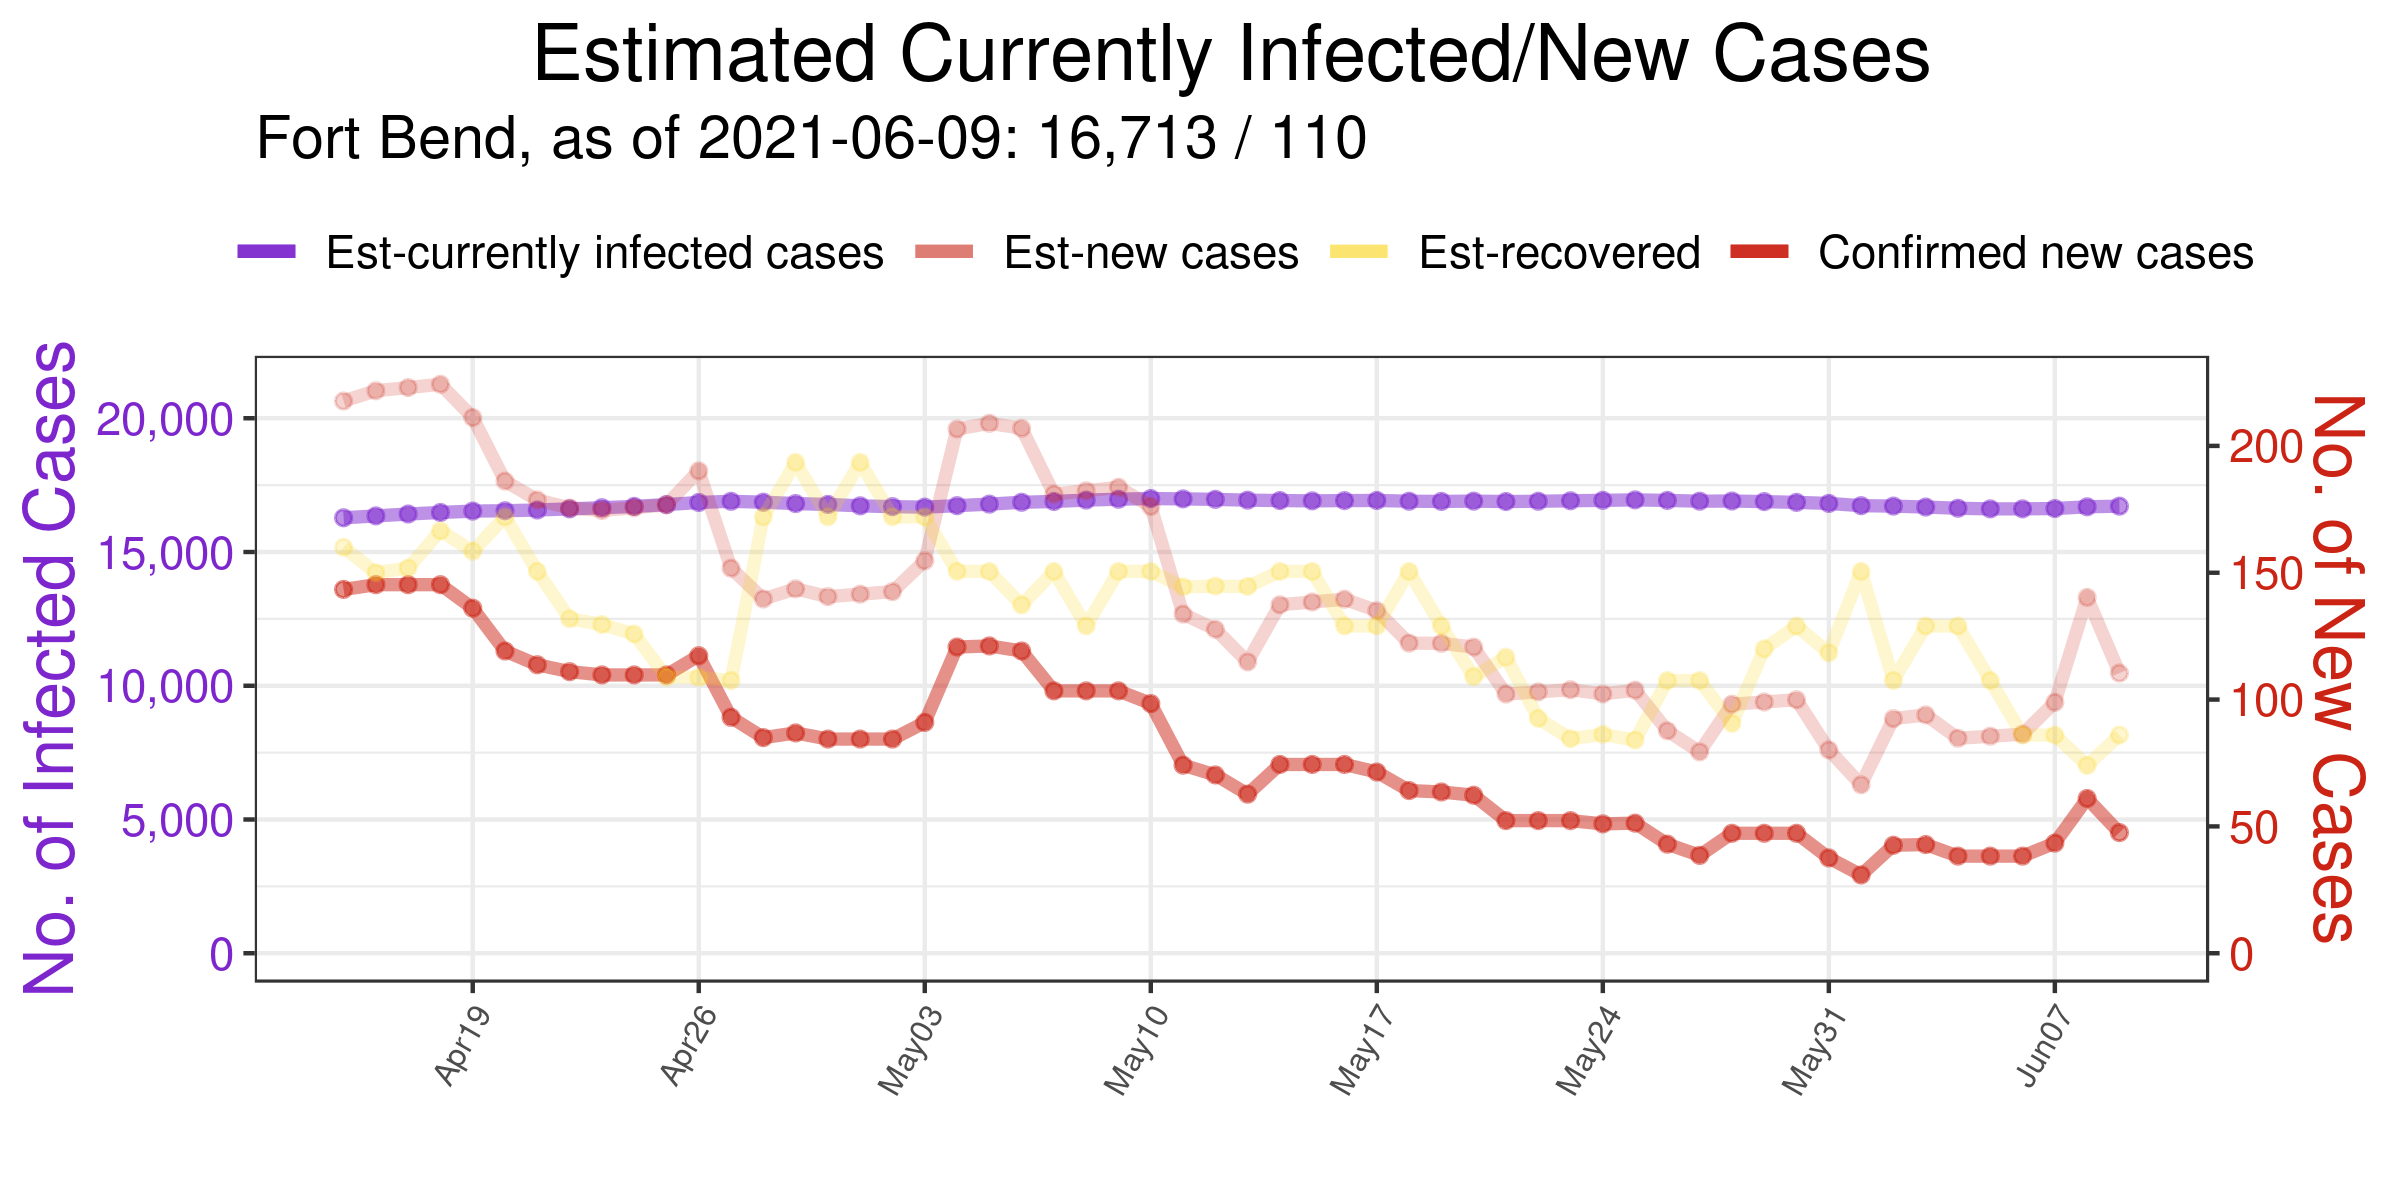 Estimated Currently Infected/New Cases
Fort Bend, as of 2021-06-09: 16,713 / 110
Est-currently infected cases Est-new cases Est-recovered Confirmed new cases
No. of Infected Cases
20,000
15,000
10,000
5,000
0
200
150
100
50
0
No. of New Cases
Apr19 Apr26 May03 May10 May17 May24 May31 Jun07